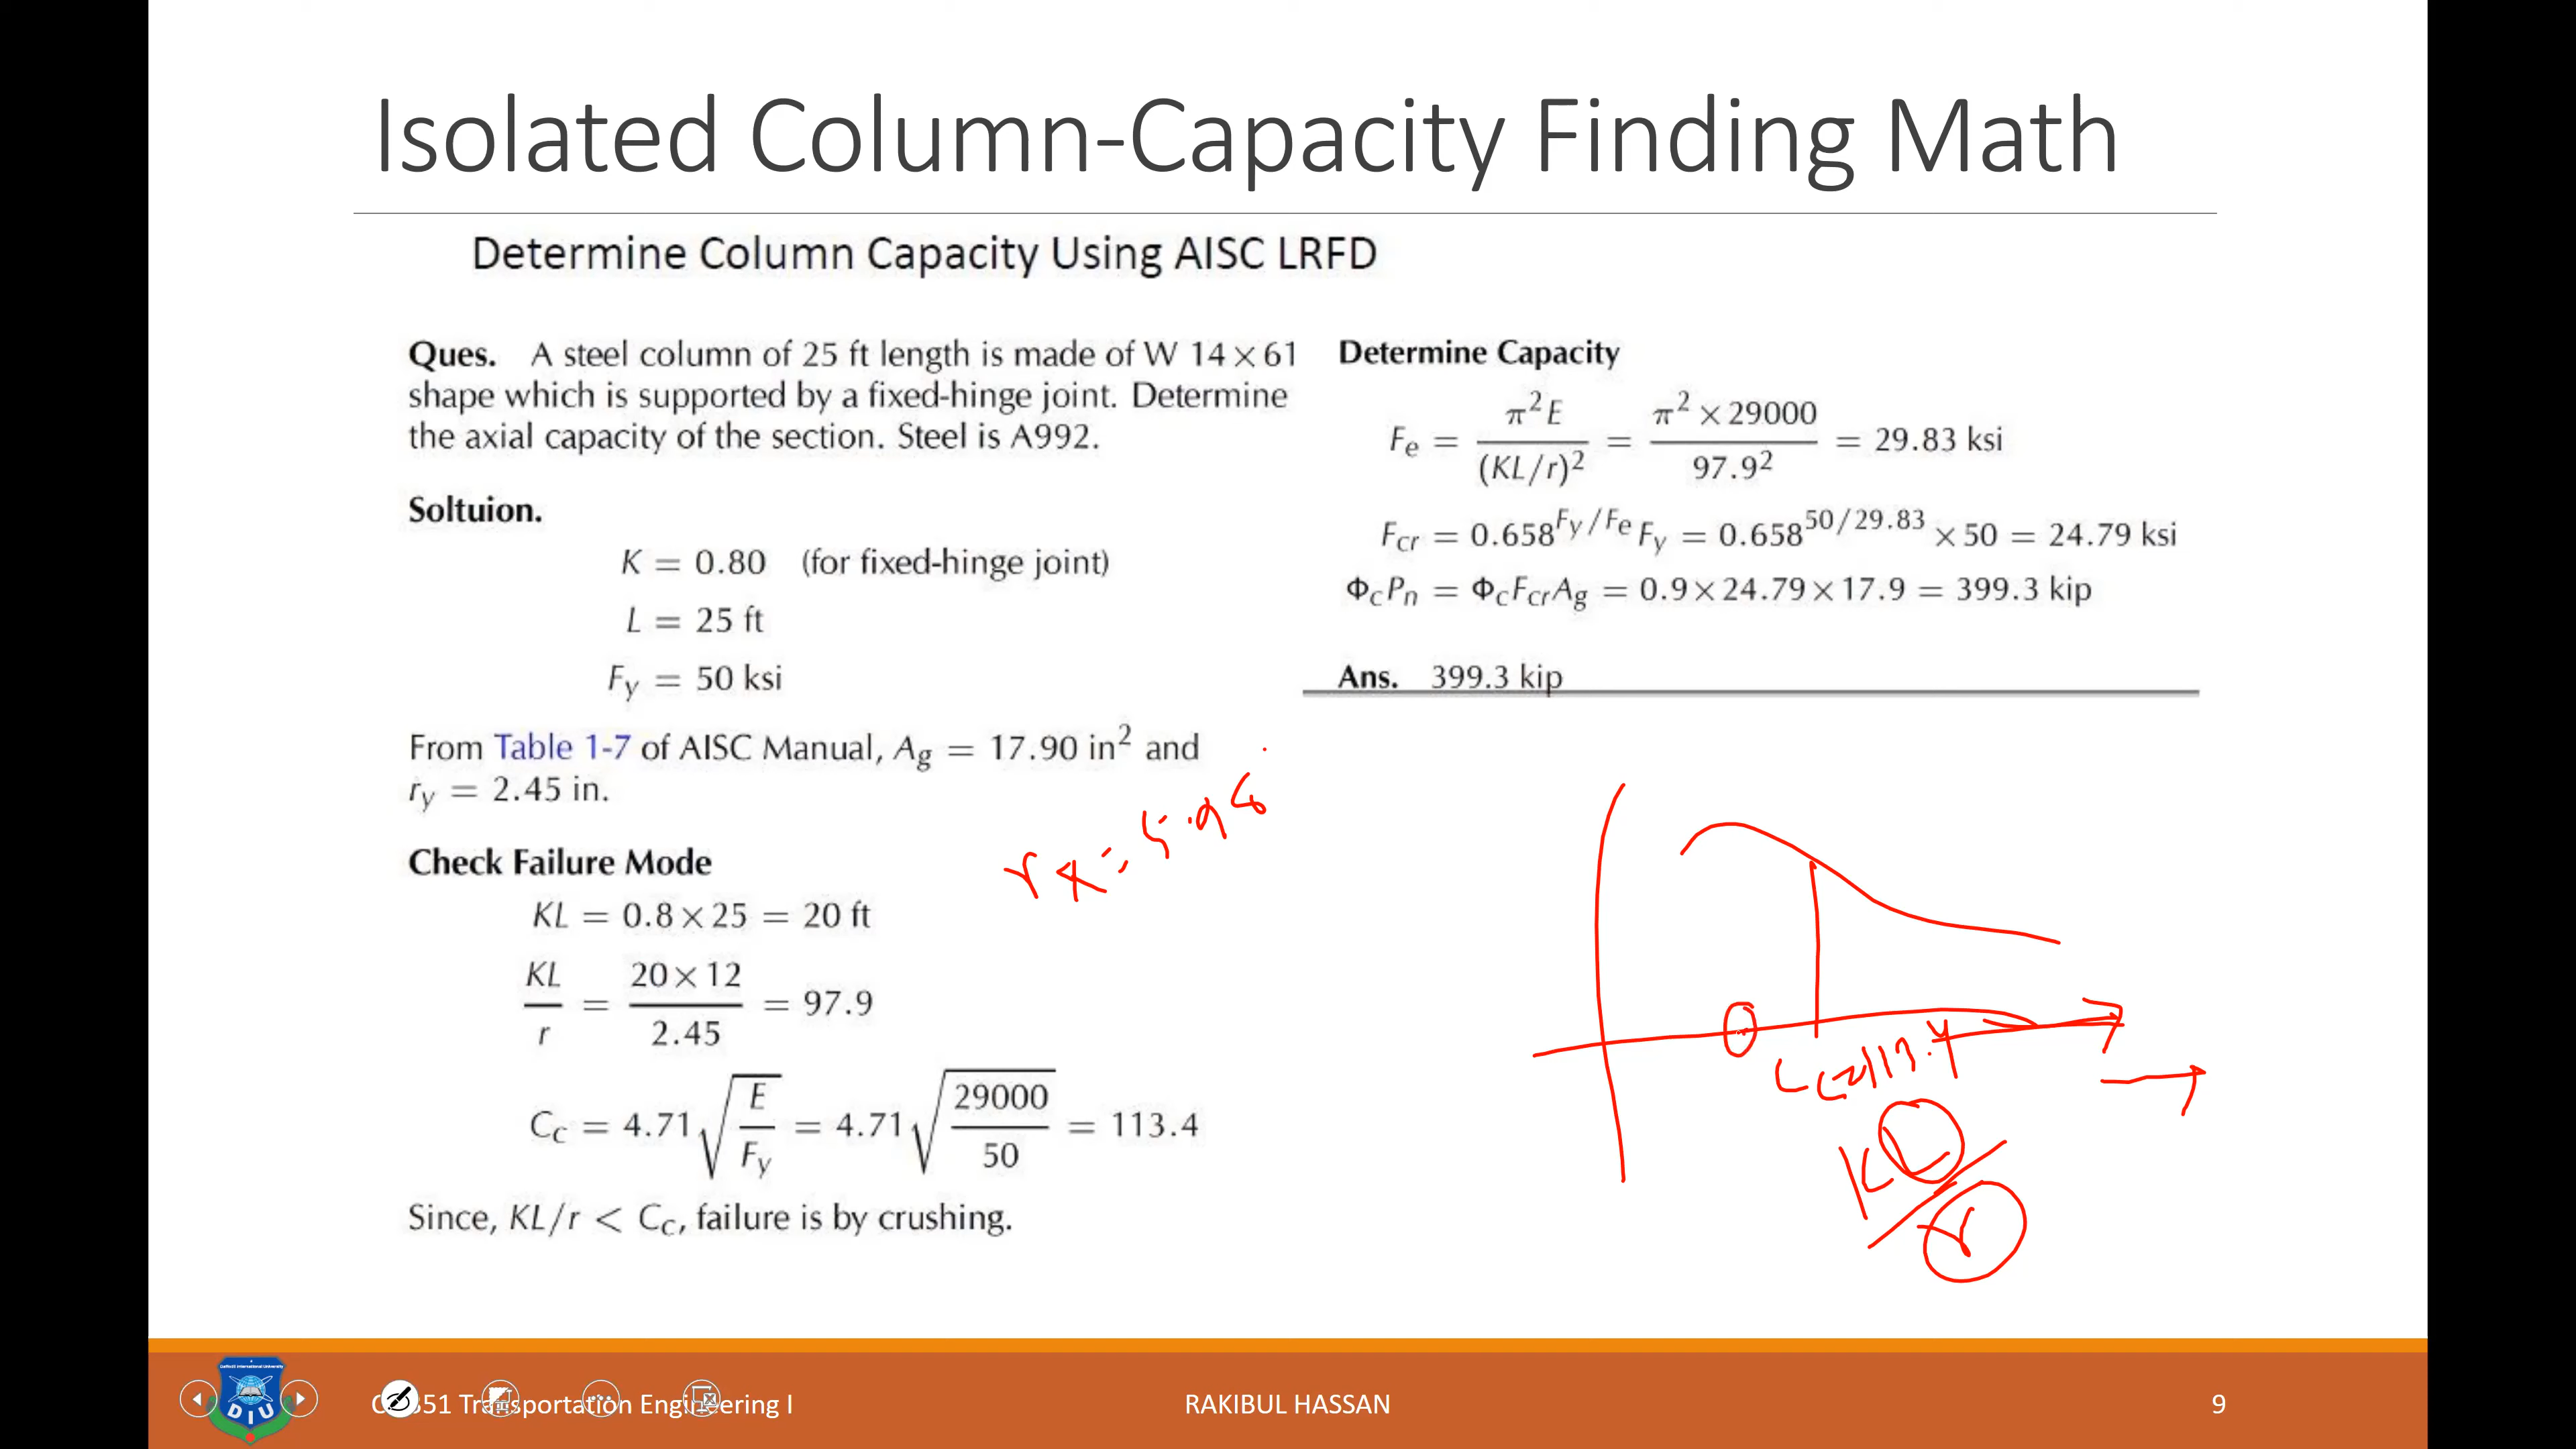 Isolated Column-Capacity Finding Math
Determine Column Capacity Using AISC LRFD
Ques. A steel column of 25 ft length is made of W 14×61
shape which is supported by a fixed-hinge joint. Determine
the axial capacity of the section. Steel is A992.
Soltuion.
K = 0.80 (for fixed-hinge joint)
L = 25 ft
Fy = 50 ksi
From Table 1-7 of AISC Manual, Ag = 17.90 in² and
ry = 2.45 in.
rx = 5.98
Check Failure Mode
KL = 0.8×25 = 20 ft
KL/r = 20×12/2.45 = 97.9
Cc = 4.71√(E/Fy) = 4.71√(29000/50) = 113.4
Since, KL/r < Cc, failure is by crushing.
Determine Capacity
Fe = π²E/(KL/r)² = π²×29000/97.9² = 29.83 ksi
Fcr = 0.658^(Fy/Fe) Fy = 0.658^(50/29.83) ×50 = 24.79 ksi
ΦcPn = ΦcFcrAg = 0.9×24.79×17.9 = 399.3 kip
Ans. 399.3 kip
KL/r
51 Transportation Engineering I
RAKIBUL HASSAN
9
DIU